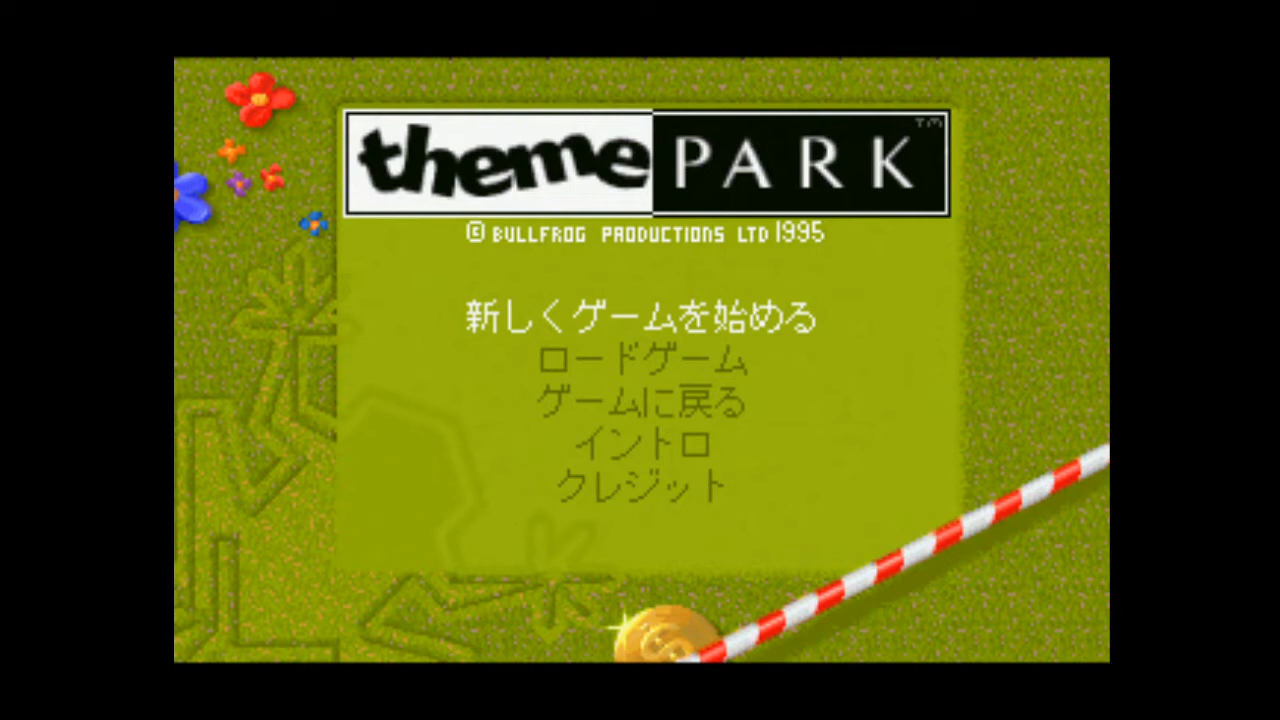 theme PARK TM
© BULLFROG PRODUCTIONS LTD 1995
新しくゲームを始める
ロードゲーム
ゲームに戻る
イントロ
クレジット